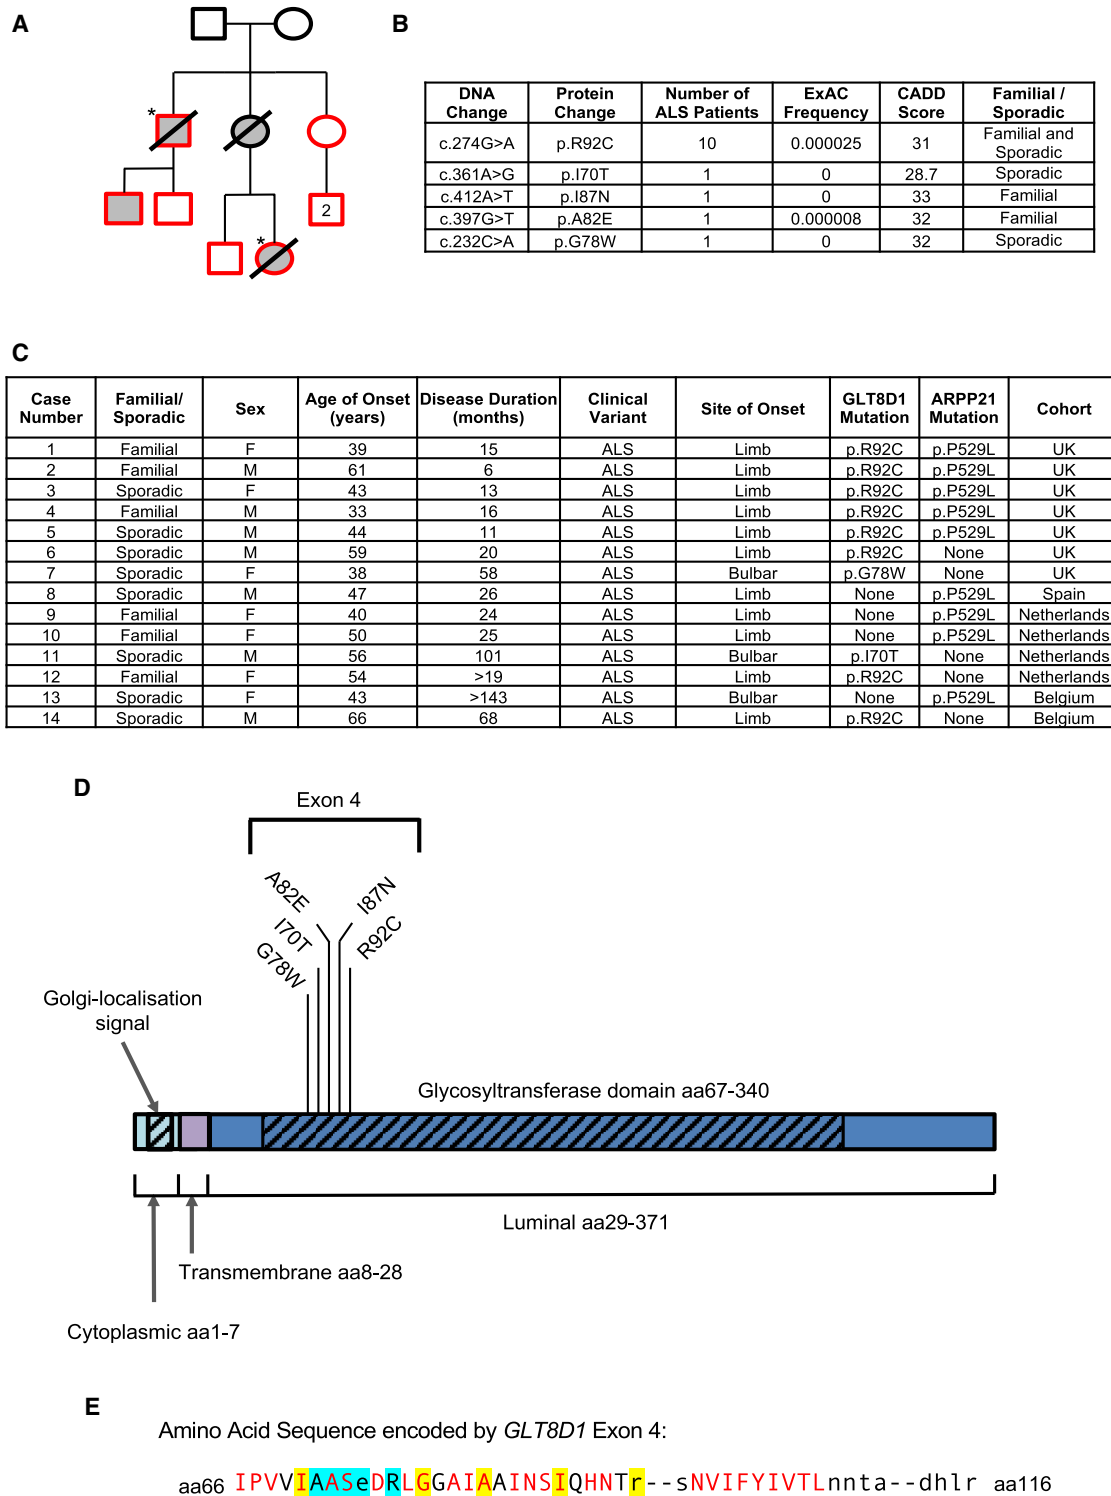 A
*
2
*
B
DNA Change Protein Change Number of ALS Patients ExAC Frequency CADD Score Familial / Sporadic
c.274G>A p.R92C 10 0.000025 31 Familial and Sporadic
c.361A>G p.I70T 1 0 28.7 Sporadic
c.412A>T p.I87N 1 0 33 Familial
c.397G>T p.A82E 1 0.000008 32 Familial
c.232C>A p.G78W 1 0 32 Sporadic
C
Case Number Familial/ Sporadic Sex Age of Onset (years) Disease Duration (months) Clinical Variant Site of Onset GLT8D1 Mutation ARPP21 Mutation Cohort
1 Familial F 39 15 ALS Limb p.R92C p.P529L UK
2 Familial M 61 6 ALS Limb p.R92C p.P529L UK
3 Sporadic F 43 13 ALS Limb p.R92C p.P529L UK
4 Familial M 33 16 ALS Limb p.R92C p.P529L UK
5 Sporadic M 44 11 ALS Limb p.R92C p.P529L UK
6 Sporadic M 59 20 ALS Limb p.R92C None UK
7 Sporadic F 38 58 ALS Bulbar p.G78W None UK
8 Sporadic M 47 26 ALS Limb None p.P529L Spain
9 Familial F 40 24 ALS Limb None p.P529L Netherlands
10 Familial F 50 25 ALS Limb None p.P529L Netherlands
11 Sporadic M 56 101 ALS Bulbar p.I70T None Netherlands
12 Familial F 54 >19 ALS Limb p.R92C None Netherlands
13 Sporadic F 43 >143 ALS Bulbar None p.P529L Belgium
14 Sporadic M 66 68 ALS Limb p.R92C None Belgium
D
Exon 4
A82E
I87N
I70T
R92C
G78W
Golgi-localisation
signal
Glycosyltransferase domain aa67-340
Luminal aa29-371
Transmembrane aa8-28
Cytoplasmic aa1-7
E
Amino Acid Sequence encoded by GLT8D1 Exon 4:
aa66 IPVVIAASeDRLGGAIAAINSIQHNTr--sNVIFYIVTLnnta--dhlr aa116